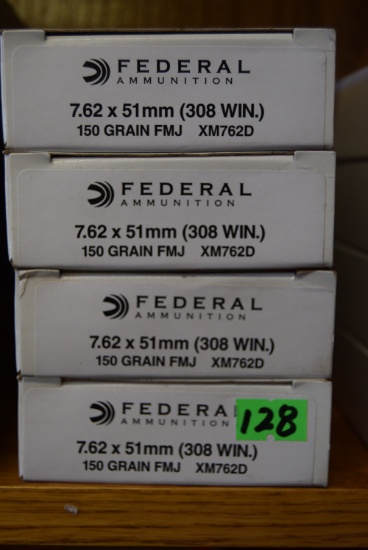 FEDERAL
AMMUNITION
7.62 x 51mm (308 WIN.)
150 GRAIN FMJ XM762D
FEDERAL
AMMUNITION
7.62 x 51mm (308 WIN.)
150 GRAIN FMJ XM762D
FEDERAL
AMMUNITION
7.62 x 51mm (308 WIN.)
150 GRAIN FMJ XM762D
FEDERAL
AMMUNITION
128
7.62 x 51mm (308 WIN.)
150 GRAIN FMJ XM762D